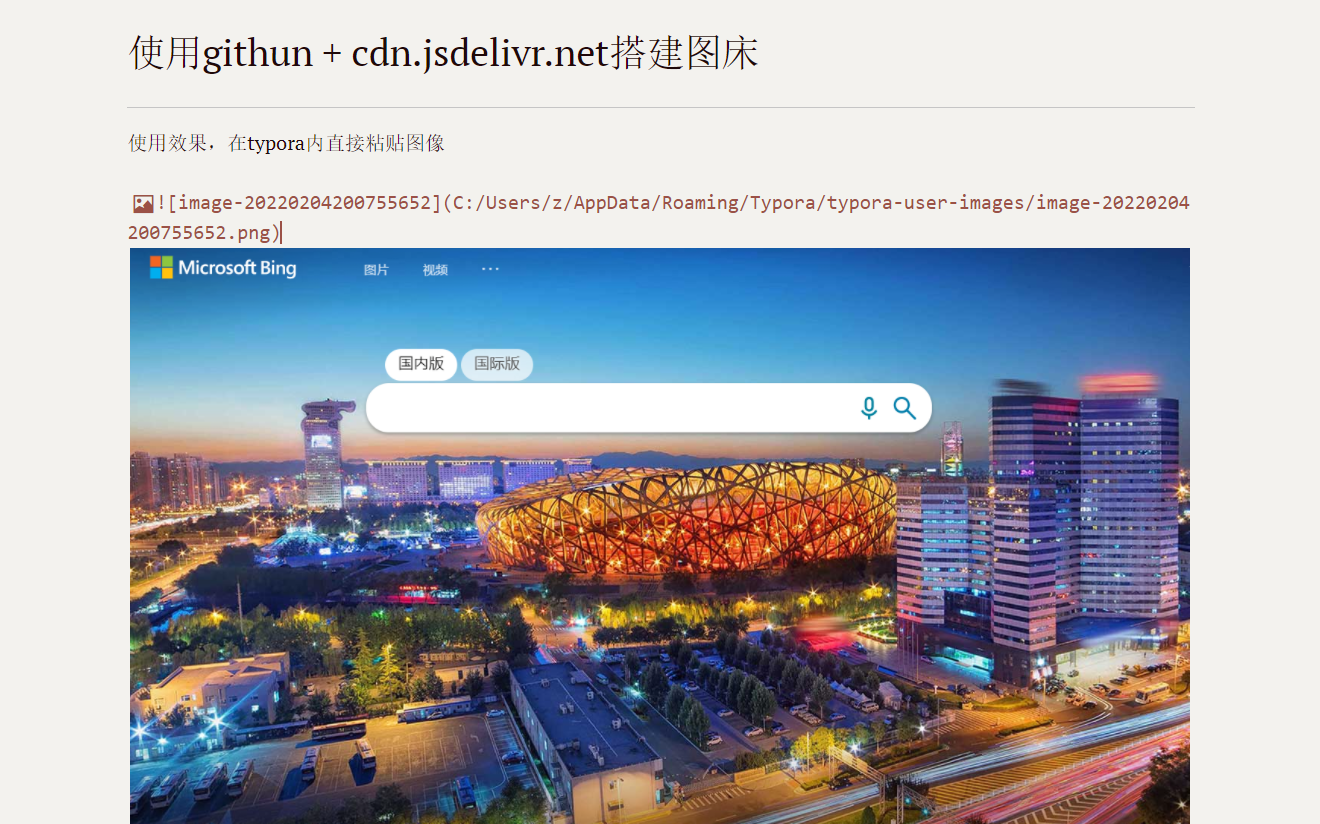 使用githun + cdn.jsdelivr.net搭建图床
使用效果，在typora内直接粘贴图像
![image-20220204200755652](C:/Users/z/AppData/Roaming/Typora/typora-user-images/image-20220204
200755652.png)
Microsoft Bing 图片 视频 ···
国内版 国际版